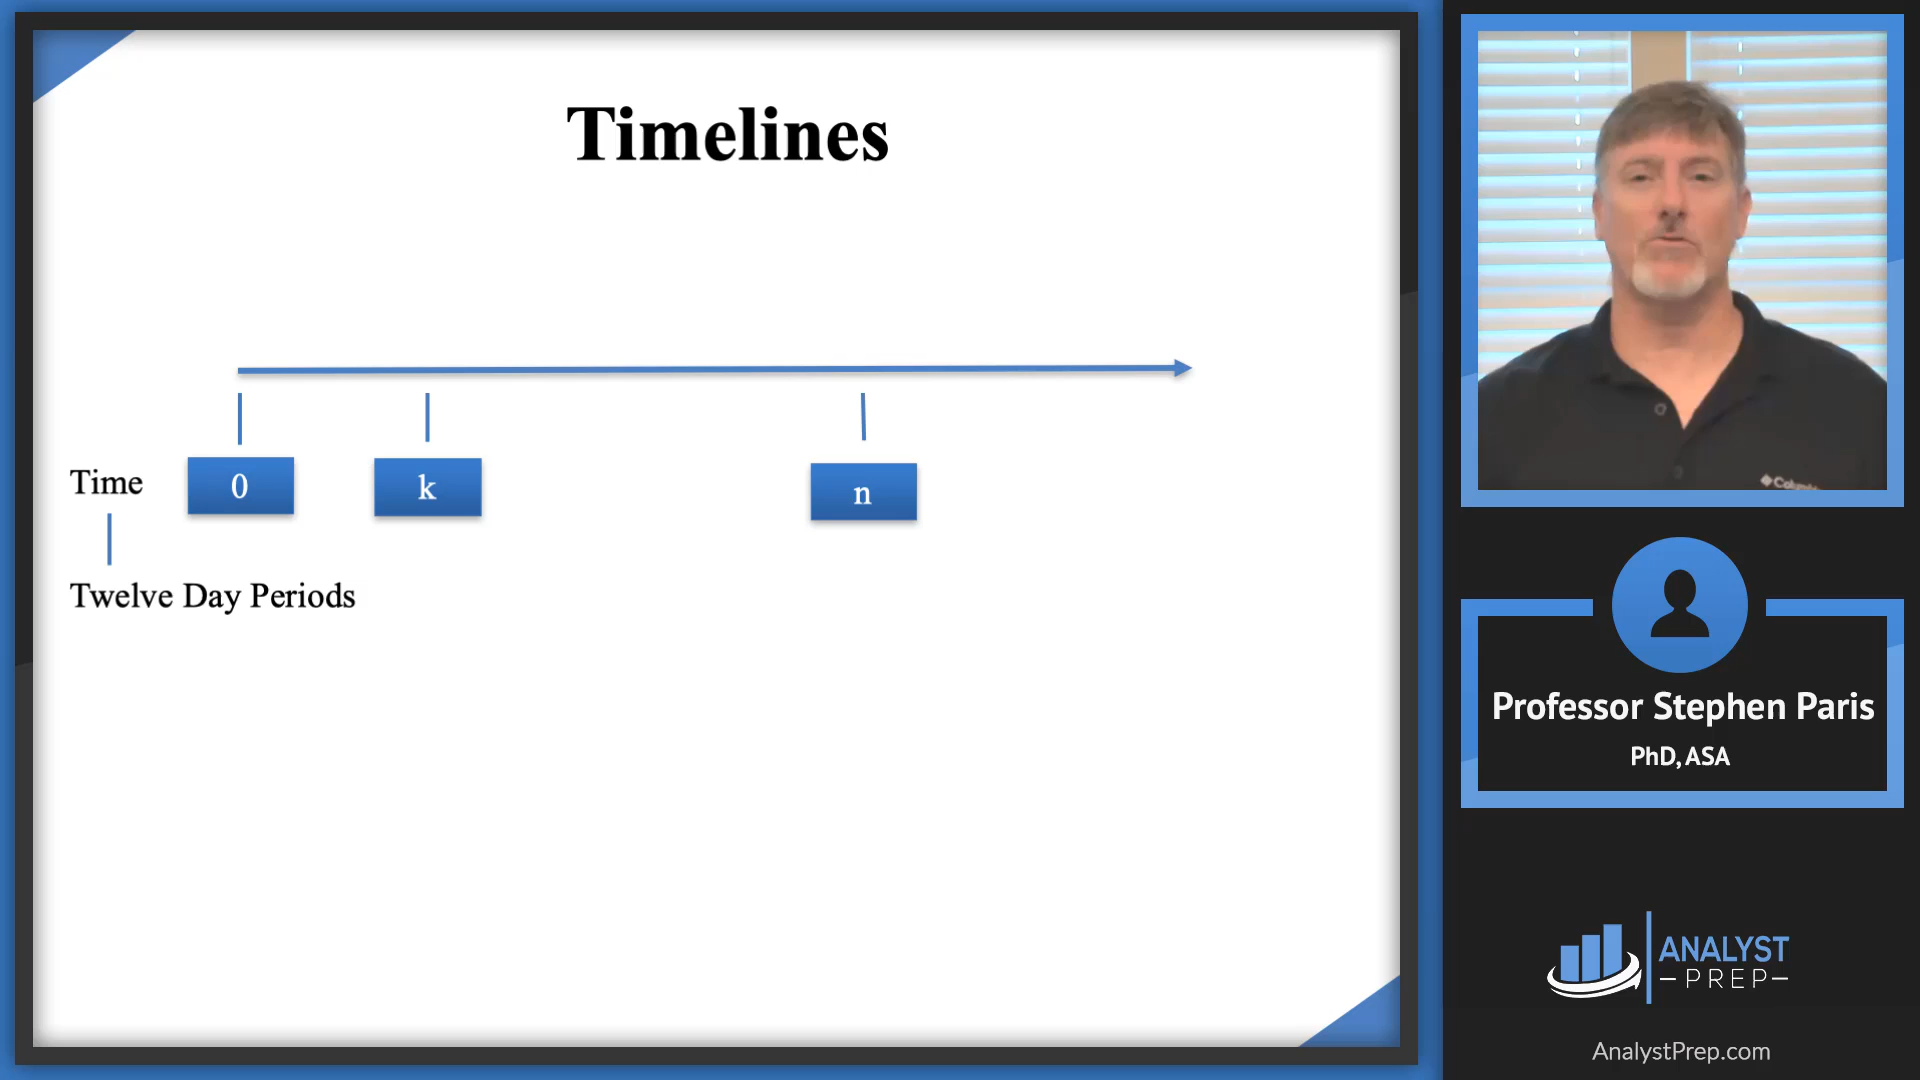 Timelines
Time
0
k
n
Twelve Day Periods
Professor Stephen Paris
PhD, ASA
ANALYST
PREP
AnalystPrep.com